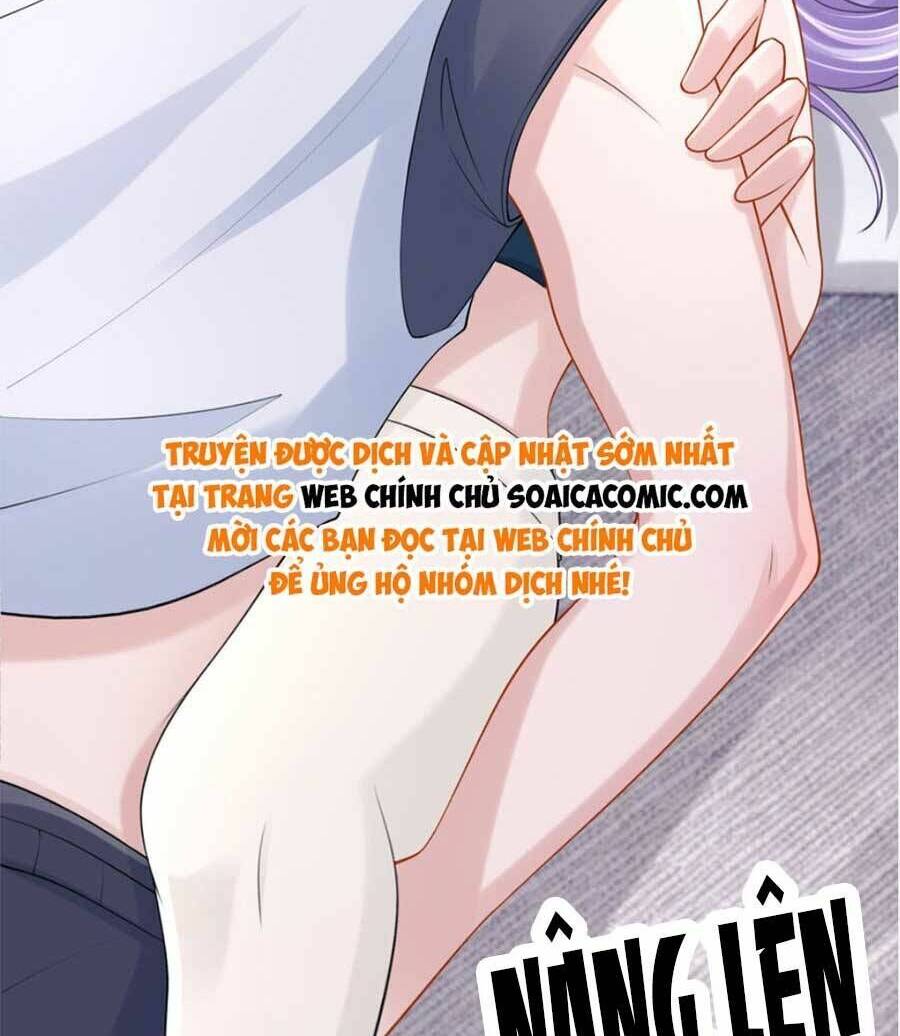 TRUYỆN ĐƯỢC DỊCH VÀ CẬP NHẬT SỚM NHẤT
TẠI TRANG WEB CHÍNH CHỦ SOAICACOMIC.COM
MỜI CÁC BẠN ĐỌC TẠI WEB CHÍNH CHỦ
ĐỂ ỦNG HỘ NHÓM DỊCH NHÉ!
NÂNG LÊN